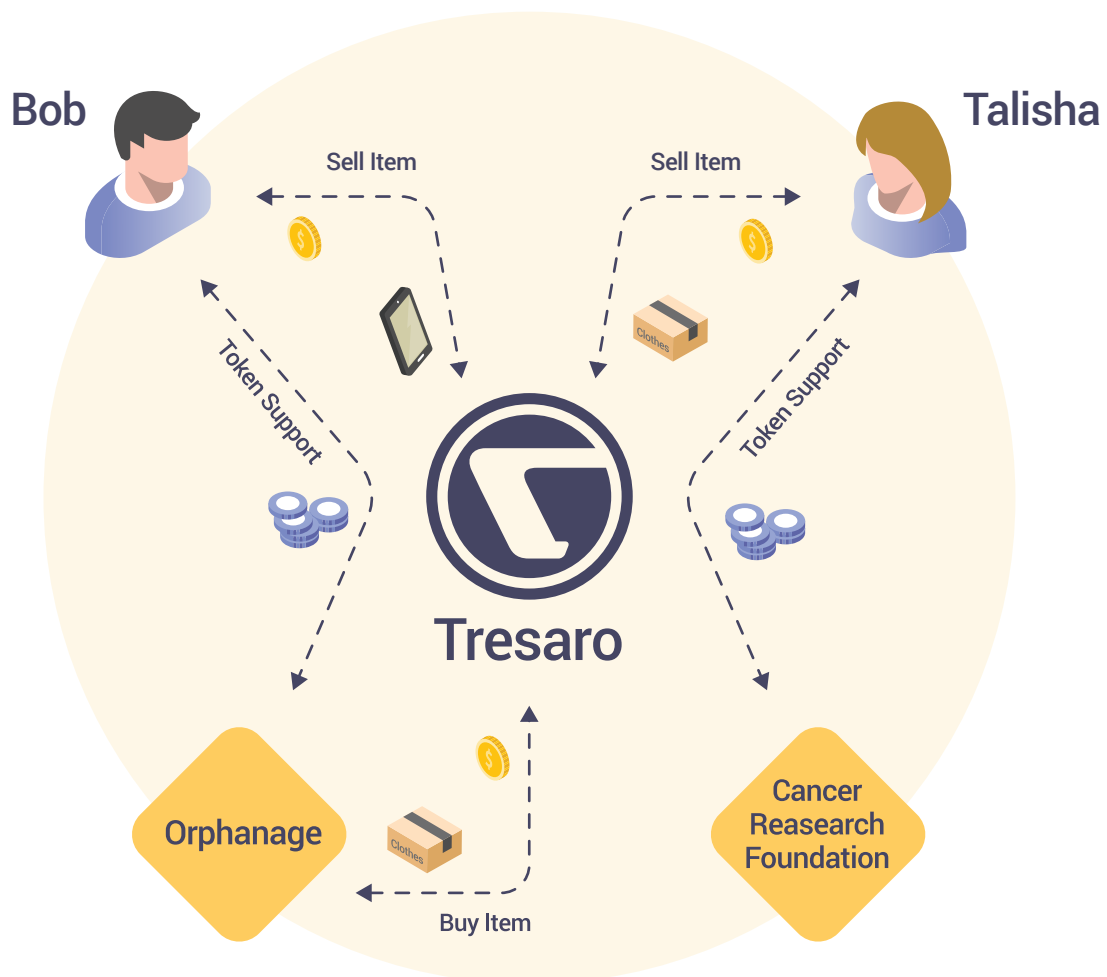 Bob
Talisha
Sell Item
Sell Item
$
$
Clothes
Token Support
Token Support
Tresaro
$
Cancer
Reasearch
Foundation
Orphanage
Clothes
Buy Item